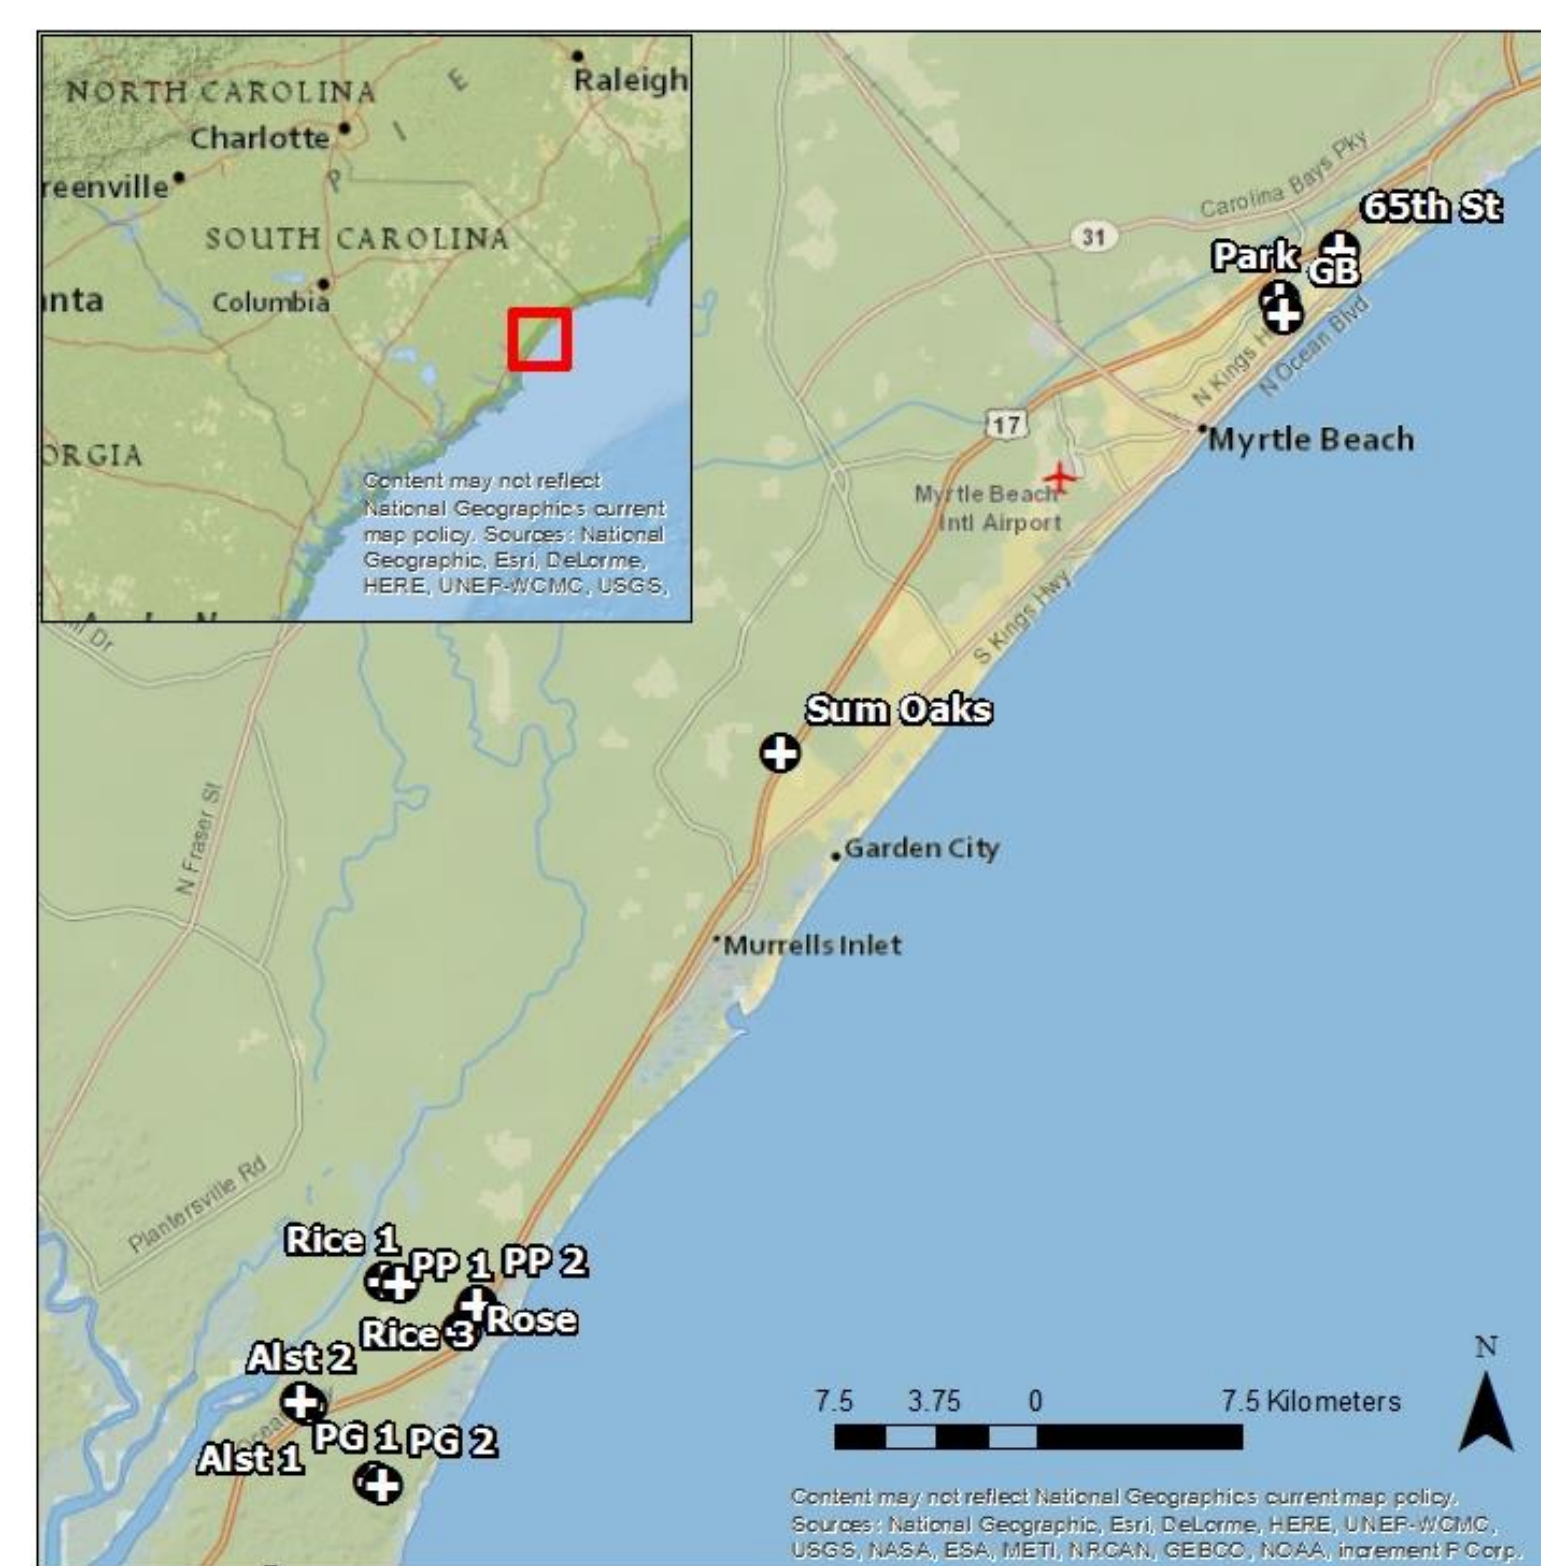 NORTH CAROLINA
Raleigh
Charlotte
reenville
P
I
E
SOUTH CAROLINA
Columbia
nta
ORGIA
Content may not reflect
National Geographic's current
map policy. Sources: National
Geographic, Esri, DeLorme,
HERE, UNEP-WCMC, USGS,
Carolina Bays Pky
65th St
31
Park
GB
N Kings H
N Ocean Blvd
17
Myrtle Beach
Myrtle Beach
Intl Airport
S Kings Hwy
Sum Oaks
N Fraser St
Garden City
Murrells Inlet
Plantersville Rd
Rice 1
PP 1
PP 2
Rice 3
Rose
Alst 2
PG 1
PG 2
Alst 1
N
7.5
3.75
0
7.5 Kilometers
Content may not reflect National Geographic's current map policy.
Sources: National Geographic, Esri, DeLorme, HERE, UNEP-WCMC,
USGS, NASA, ESA, METI, NRCAN, GEBCO, NOAA, increment P Corp.